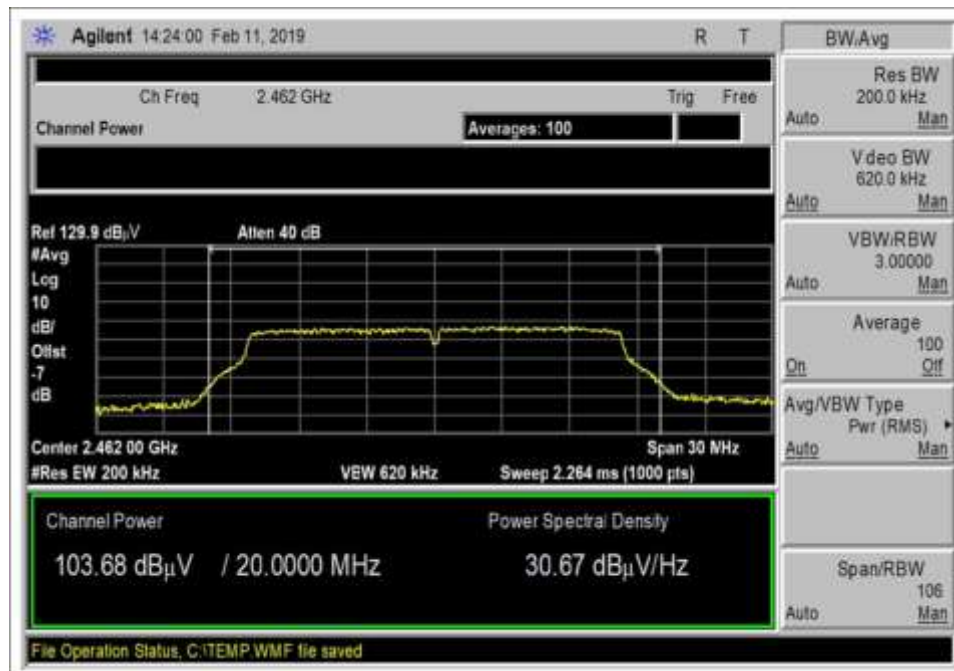 Agilent 14:24:00 Feb 11, 2019 R T
BW/Avg
Ch Freq 2.462 GHz Trig Free
Channel Power Averages: 100
Res BW
200.0 kHz
Auto Man
Video BW
620.0 kHz
Auto Man
Ref 129.9 dBµV Atten 40 dB
#Avg
Log
10
dB/
Offst
-7
dB
VBW/RBW
3.00000
Auto Man
Average
100
On Off
Avg/VBW Type
Pwr (RMS)
Auto Man
Center 2.462 00 GHz Span 30 MHz
#Res BW 200 kHz VBW 620 kHz Sweep 2.264 ms (1000 pts)
Channel Power Power Spectral Density
103.68 dBµV / 20.0000 MHz 30.67 dBµV/Hz
Span/RBW
106
Auto Man
File Operation Status, C:\TEMP.WMF file saved